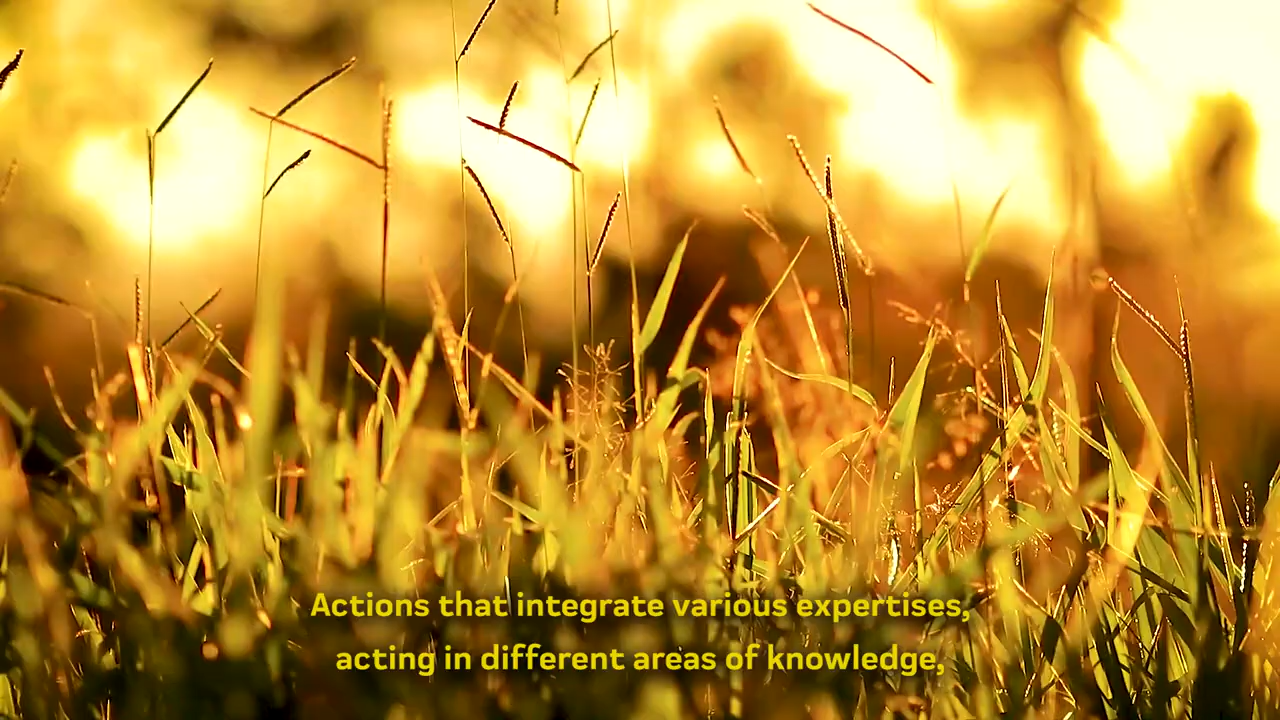 Actions that integrate various expertises,
acting in different areas of knowledge,